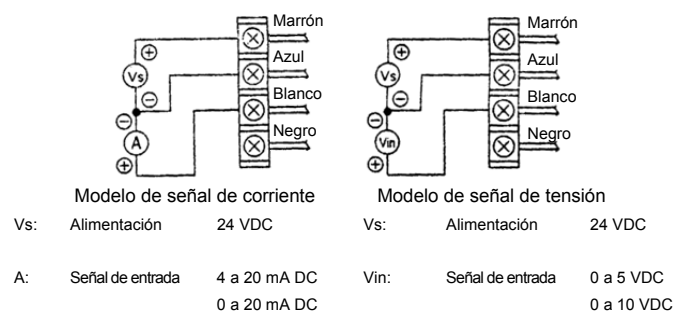 Marrón
Azul
Blanco
Negro
+
Vs
−
−
A
+
Marrón
Azul
Blanco
Negro
+
Vs
−
−
Vin
+
Modelo de señal de corriente
Modelo de señal de tensión
Vs: Alimentación 24 VDC
Vs: Alimentación 24 VDC
A: Señal de entrada 4 a 20 mA DC
0 a 20 mA DC
Vin: Señal de entrada 0 a 5 VDC
0 a 10 VDC